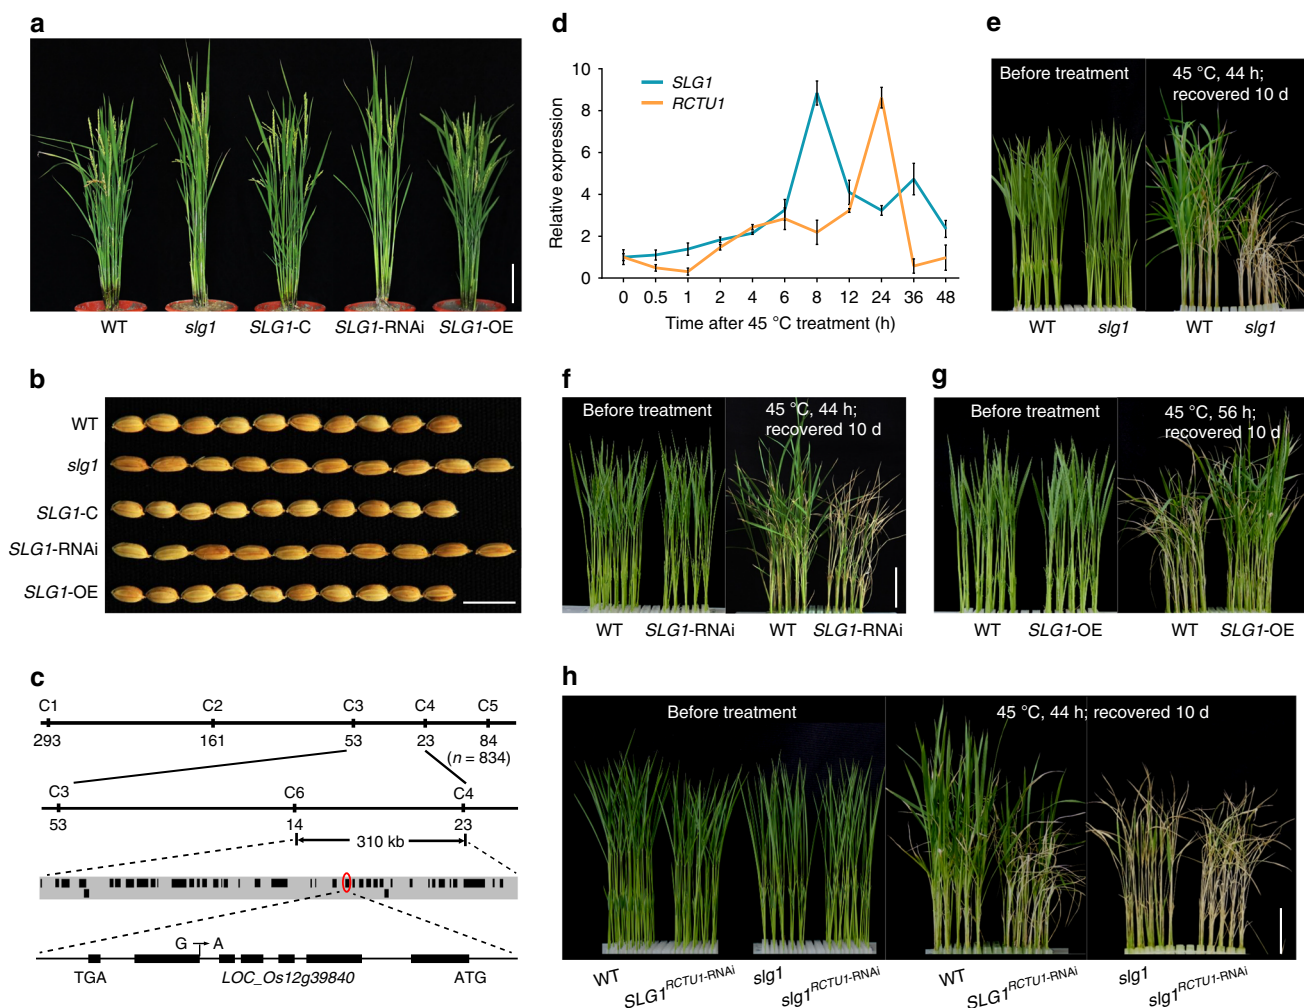 a
WT slg1 SLG1-C SLG1-RNAi SLG1-OE
b
WT
slg1
SLG1-C
SLG1-RNAi
SLG1-OE
c
C1 C2 C3 C4 C5
293 161 53 23 84
(n = 834)
C3 C6 C4
53 14 23
310 kb
G A
TGA LOC_Os12g39840 ATG
d
SLG1
RCTU1
Relative expression
10
8
6
4
2
0
0 0.5 1 2 4 6 8 12 24 36 48
Time after 45 °C treatment (h)
e
Before treatment 45 °C, 44 h;
recovered 10 d
WT slg1 WT slg1
f
Before treatment 45 °C, 44 h;
recovered 10 d
WT SLG1-RNAi WT SLG1-RNAi
g
Before treatment 45 °C, 56 h;
recovered 10 d
WT SLG1-OE WT SLG1-OE
h
Before treatment 45 °C, 44 h; recovered 10 d
WT SLG1RCTU1-RNAi slg1 slg1RCTU1-RNAi WT SLG1RCTU1-RNAi slg1 slg1RCTU1-RNAi